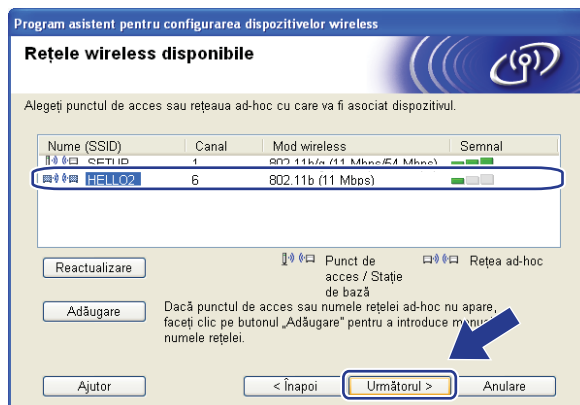 Program asistent pentru configurarea dispozitivelor wireless
Rețele wireless disponibile
Alegeți punctul de acces sau rețeaua ad-hoc cu care va fi asociat dispozitivul.
Nume (SSID) Canal Mod wireless Semnal
SETUP 1 802.11b/g (11 Mbps/54 Mbps)
HELLO2 6 802.11b (11 Mbps)
Reactualizare
Punct de acces / Stație de bază
Rețea ad-hoc
Adăugare
Dacă punctul de acces sau numele rețelei ad-hoc nu apare,
faceți clic pe butonul „Adăugare" pentru a introduce manual
numele rețelei.
Ajutor < Înapoi Următorul > Anulare